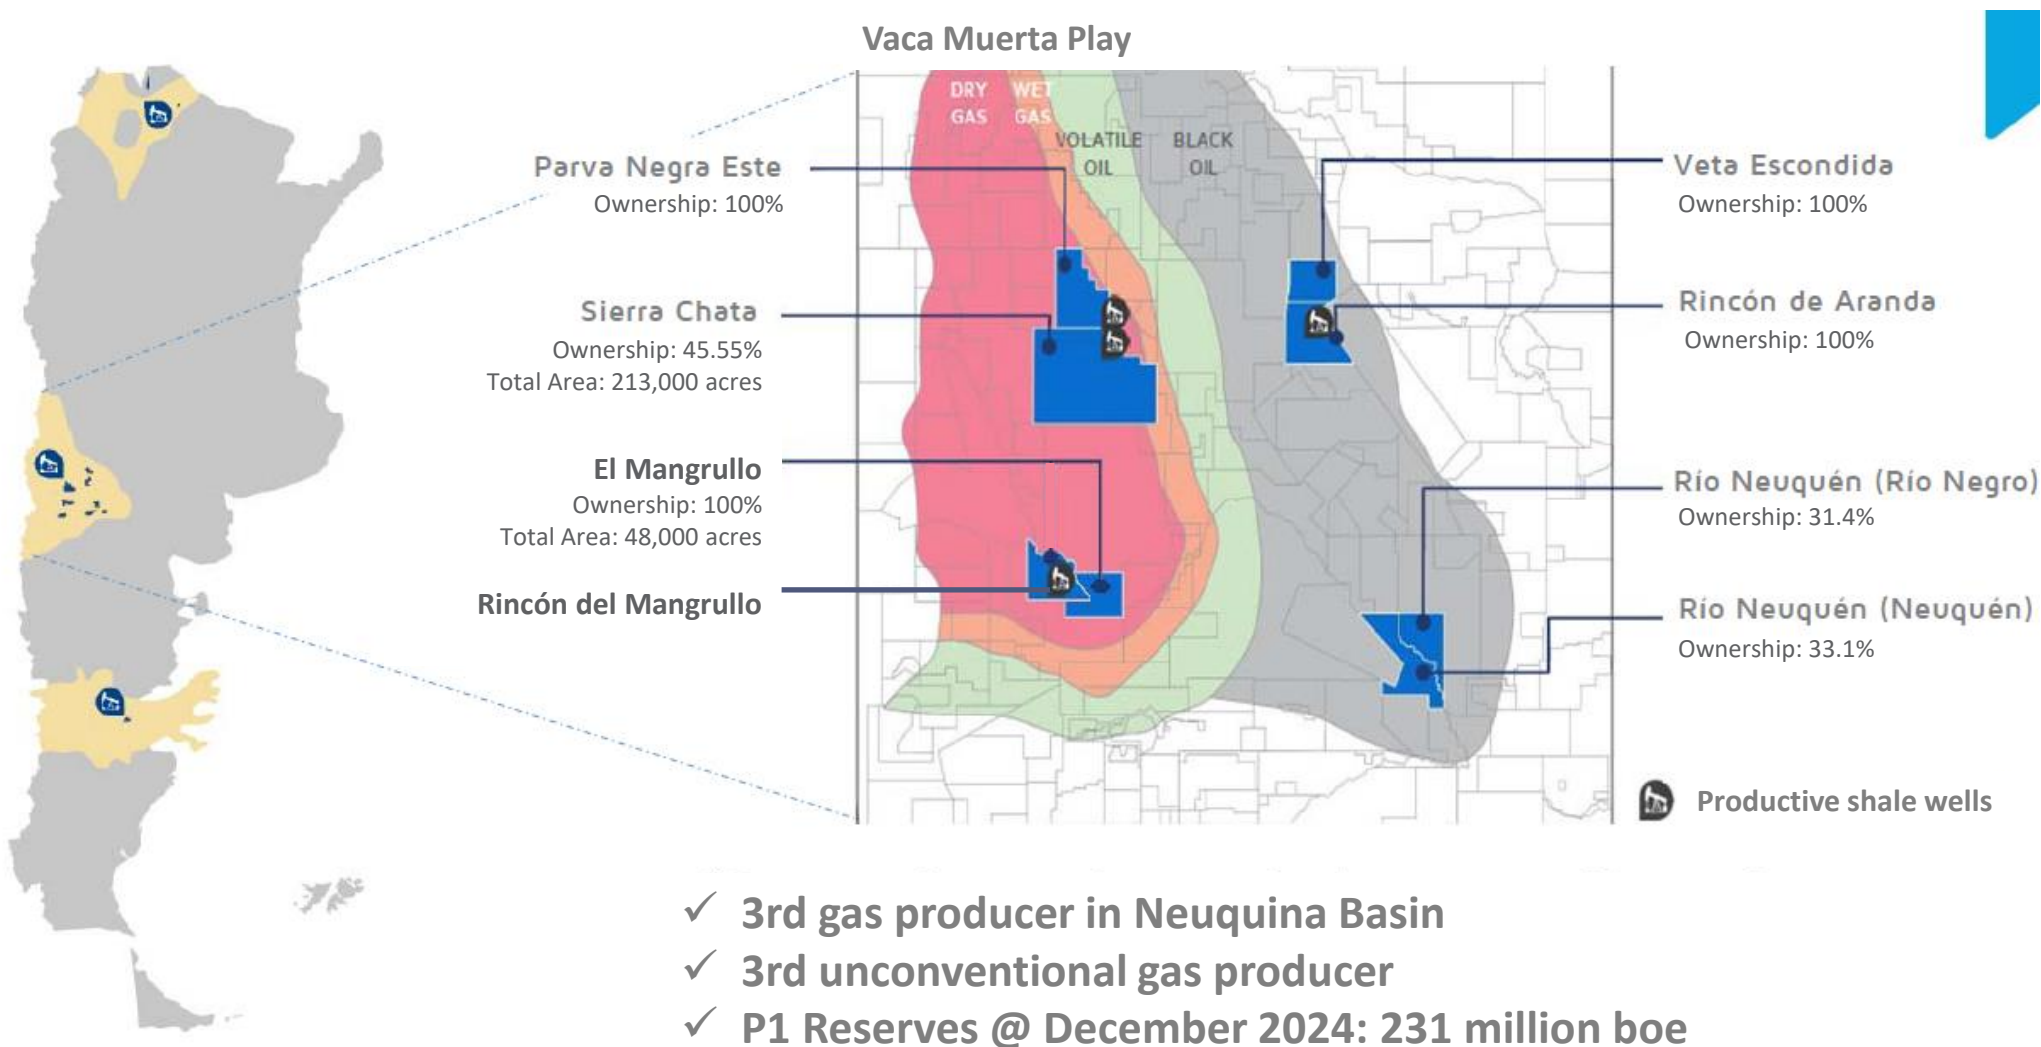 Vaca Muerta Play
DRY
GAS
WET
GAS
VOLATILE
OIL
BLACK
OIL
Parva Negra Este
Ownership: 100%
Sierra Chata
Ownership: 45.55%
Total Area: 213,000 acres
El Mangrullo
Ownership: 100%
Total Area: 48,000 acres
Rincón del Mangrullo
Veta Escondida
Ownership: 100%
Rincón de Aranda
Ownership: 100%
Río Neuquén (Río Negro)
Ownership: 31.4%
Río Neuquén (Neuquén)
Ownership: 33.1%
Productive shale wells
✓ 3rd gas producer in Neuquina Basin
✓ 3rd unconventional gas producer
✓ P1 Reserves @ December 2024: 231 million boe